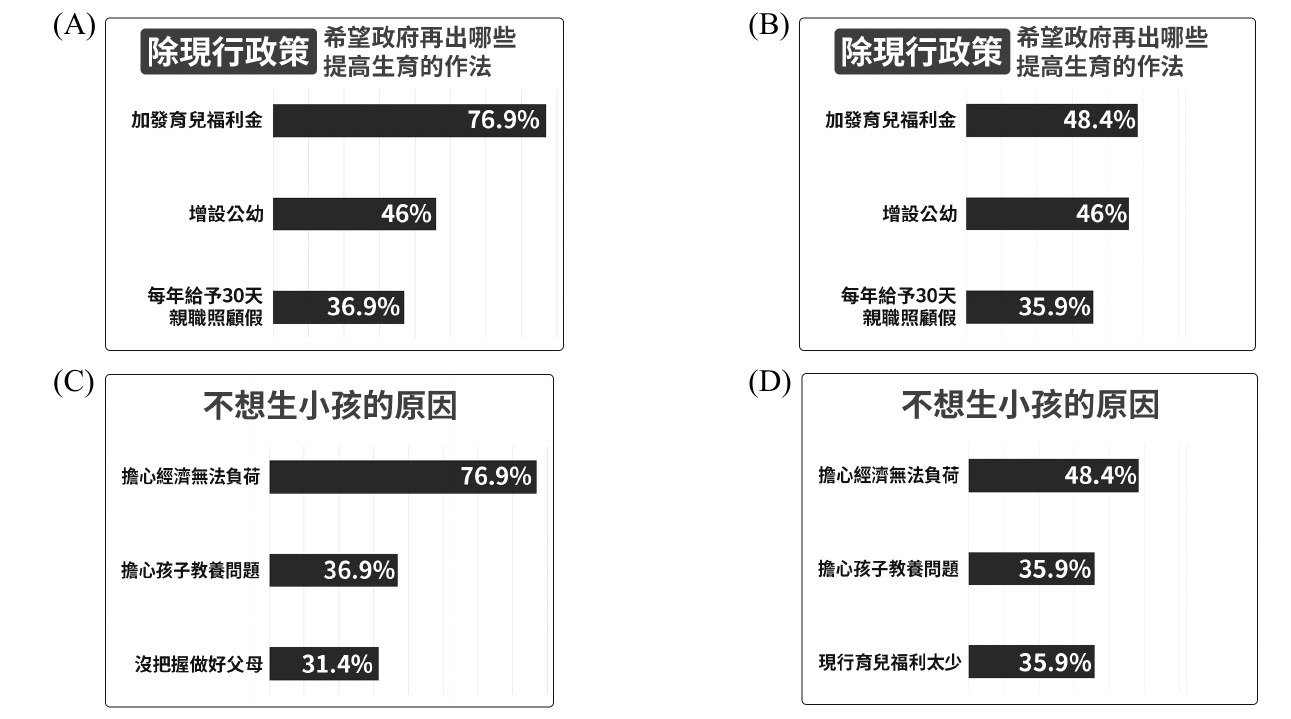 (A)
除現行政策
希望政府再出哪些
提高生育的作法
加發育兒福利金
76.9%
增設公幼
46%
每年給予30天
親職照顧假
36.9%
(B)
除現行政策
希望政府再出哪些
提高生育的作法
加發育兒福利金
48.4%
增設公幼
46%
每年給予30天
親職照顧假
35.9%
(C)
不想生小孩的原因
擔心經濟無法負荷
76.9%
擔心孩子教養問題
36.9%
沒把握做好父母
31.4%
(D)
不想生小孩的原因
擔心經濟無法負荷
48.4%
擔心孩子教養問題
35.9%
現行育兒福利太少
35.9%